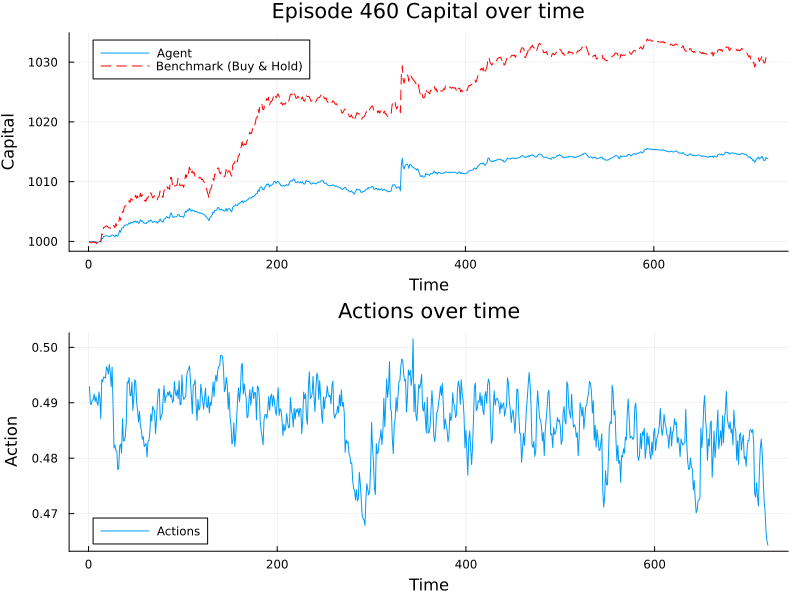 Episode 460 Capital over time
Capital
1030
1020
1010
1000
Agent
Benchmark (Buy & Hold)
0
200
400
600
Time
Actions over time
Action
0.50
0.49
0.48
0.47
Actions
0
200
400
600
Time